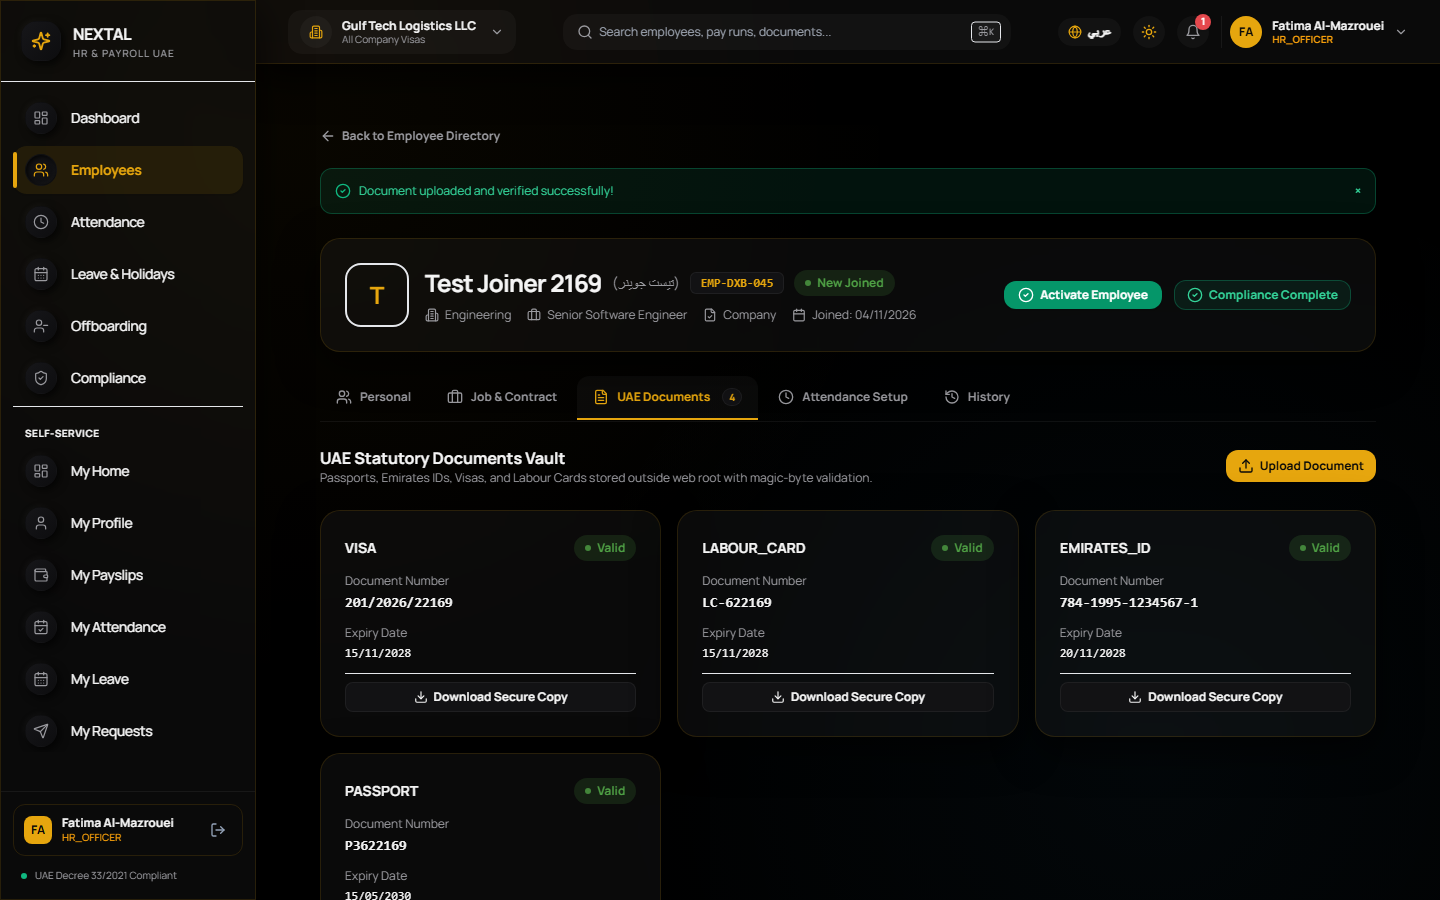 NEXTAL
HR & PAYROLL UAE
Gulf Tech Logistics LLC
All Company Visas
Search employees, pay runs, documents...
⌘K
عربي
1
FA
Fatima Al-Mazrouei
HR_OFFICER
Dashboard
Employees
Attendance
Leave & Holidays
Offboarding
Compliance
SELF-SERVICE
My Home
My Profile
My Payslips
My Attendance
My Leave
My Requests
FA
Fatima Al-Mazrouei
HR_OFFICER
UAE Decree 33/2021 Compliant
Back to Employee Directory
Document uploaded and verified successfully!
×
T
Test Joiner 2169 (تيست جوينر) EMP-DXB-045 New Joined
Engineering Senior Software Engineer Company Joined: 04/11/2026
Activate Employee
Compliance Complete
Personal
Job & Contract
UAE Documents 4
Attendance Setup
History
UAE Statutory Documents Vault
Passports, Emirates IDs, Visas, and Labour Cards stored outside web root with magic-byte validation.
Upload Document
VISA
Valid
Document Number
201/2026/22169
Expiry Date
15/11/2028
Download Secure Copy
LABOUR_CARD
Valid
Document Number
LC-622169
Expiry Date
15/11/2028
Download Secure Copy
EMIRATES_ID
Valid
Document Number
784-1995-1234567-1
Expiry Date
20/11/2028
Download Secure Copy
PASSPORT
Valid
Document Number
P3622169
Expiry Date
15/05/2030